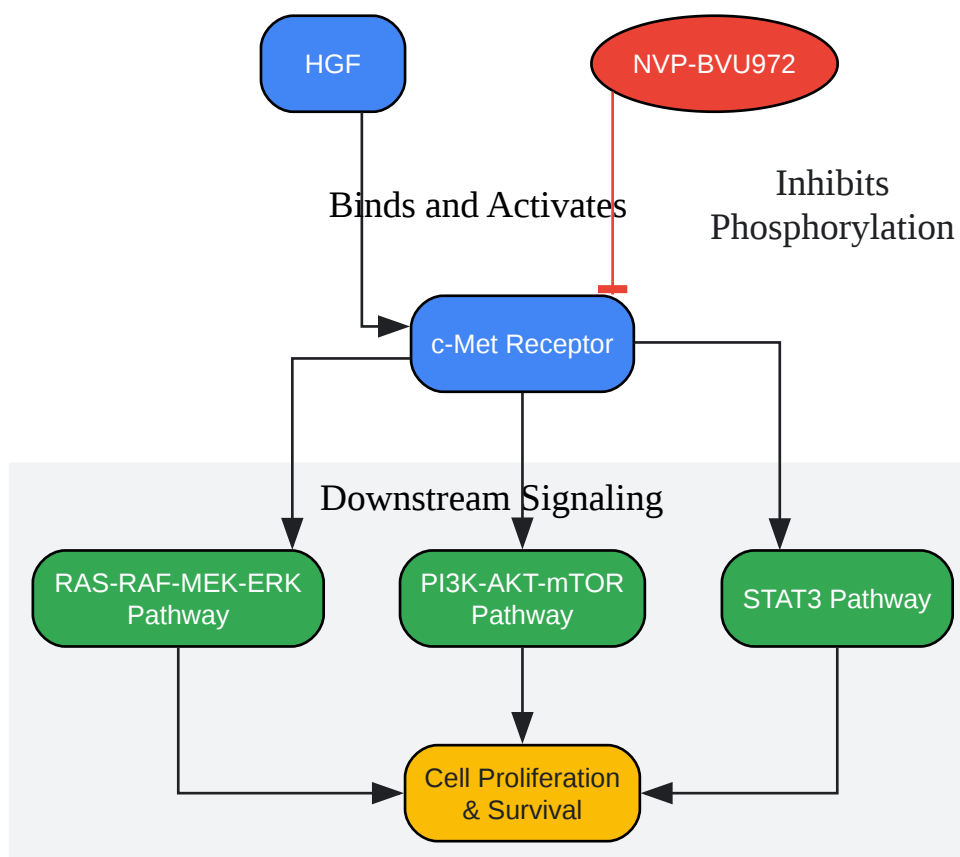 HGF
NVP-BVU972
Binds and Activates
Inhibits
Phosphorylation
c-Met Receptor
Downstream Signaling
RAS-RAF-MEK-ERK
Pathway
PI3K-AKT-mTOR
Pathway
STAT3 Pathway
Cell Proliferation
& Survival